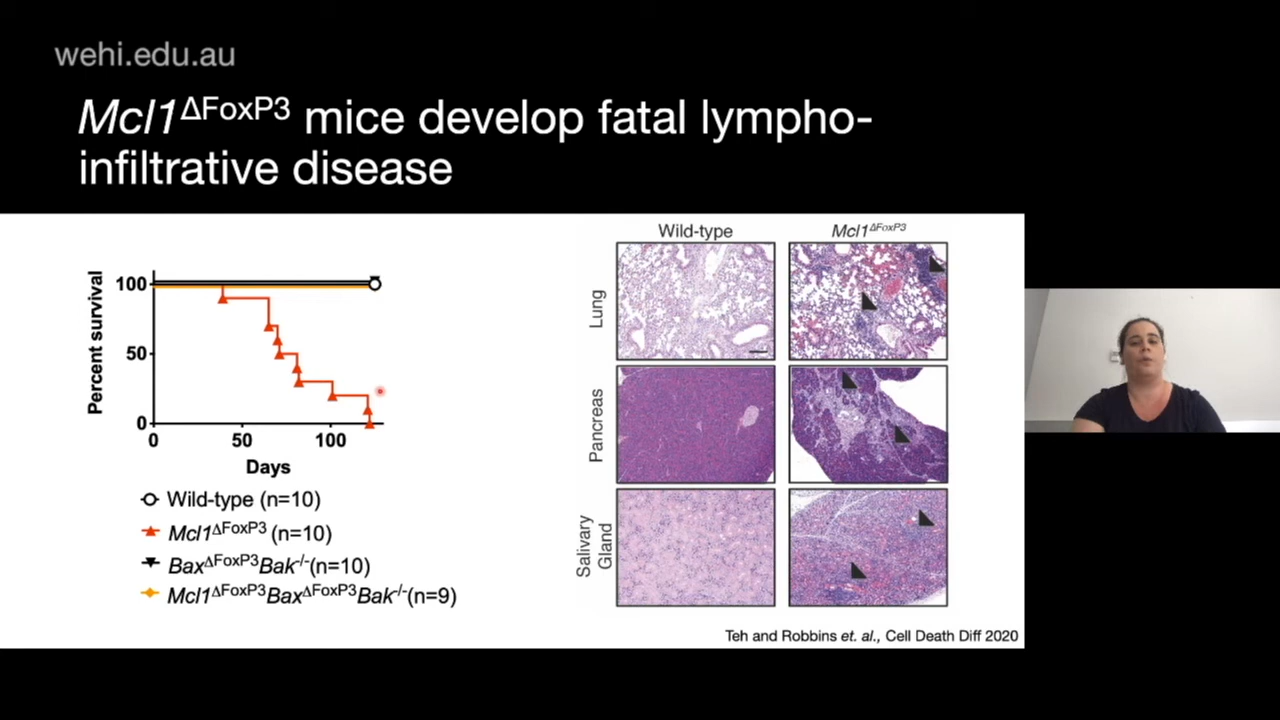 wehi.edu.au
Mcl1ΔFoxP3 mice develop fatal lympho-
infiltrative disease
Percent survival
100
50
0
0 50 100
Days
Wild-type (n=10)
Mcl1ΔFoxP3 (n=10)
BaxΔFoxP3Bak-/-(n=10)
Mcl1ΔFoxP3BaxΔFoxP3Bak-/-(n=9)
Wild-type Mcl1ΔFoxP3
Lung
Pancreas
Salivary
Gland
Teh and Robbins et. al., Cell Death Diff 2020